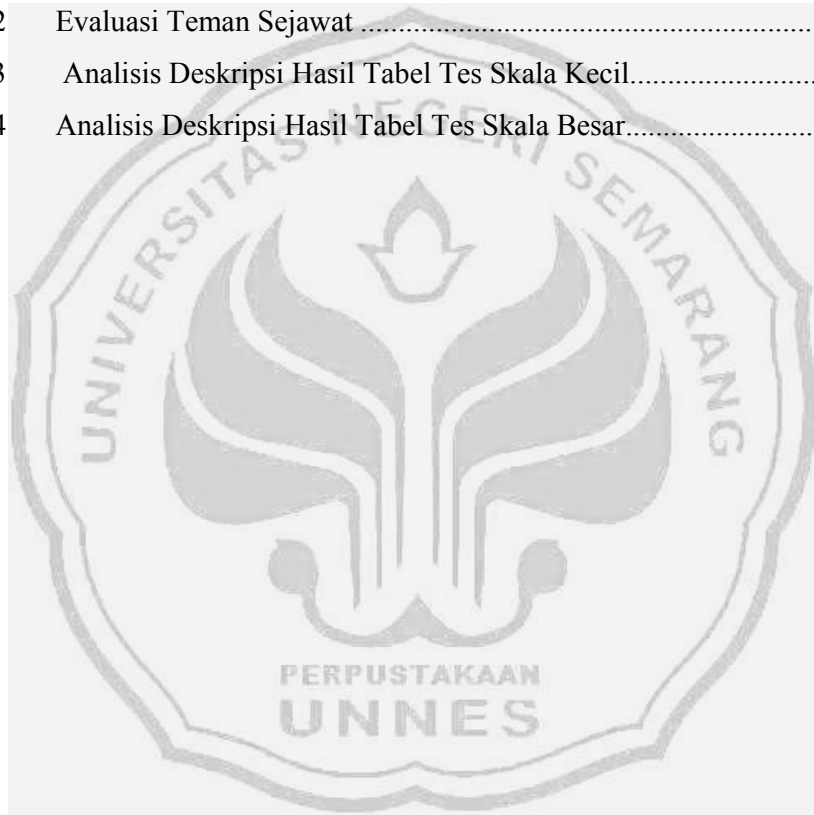 2 Evaluasi Teman Sejawat ................................................................
3 Analisis Deskripsi Hasil Tabel Tes Skala Kecil..........................
4 Analisis Deskripsi Hasil Tabel Tes Skala Besar..........................
UNIVERSITAS NEGERI SEMARANG
PERPUSTAKAAN
UNNES